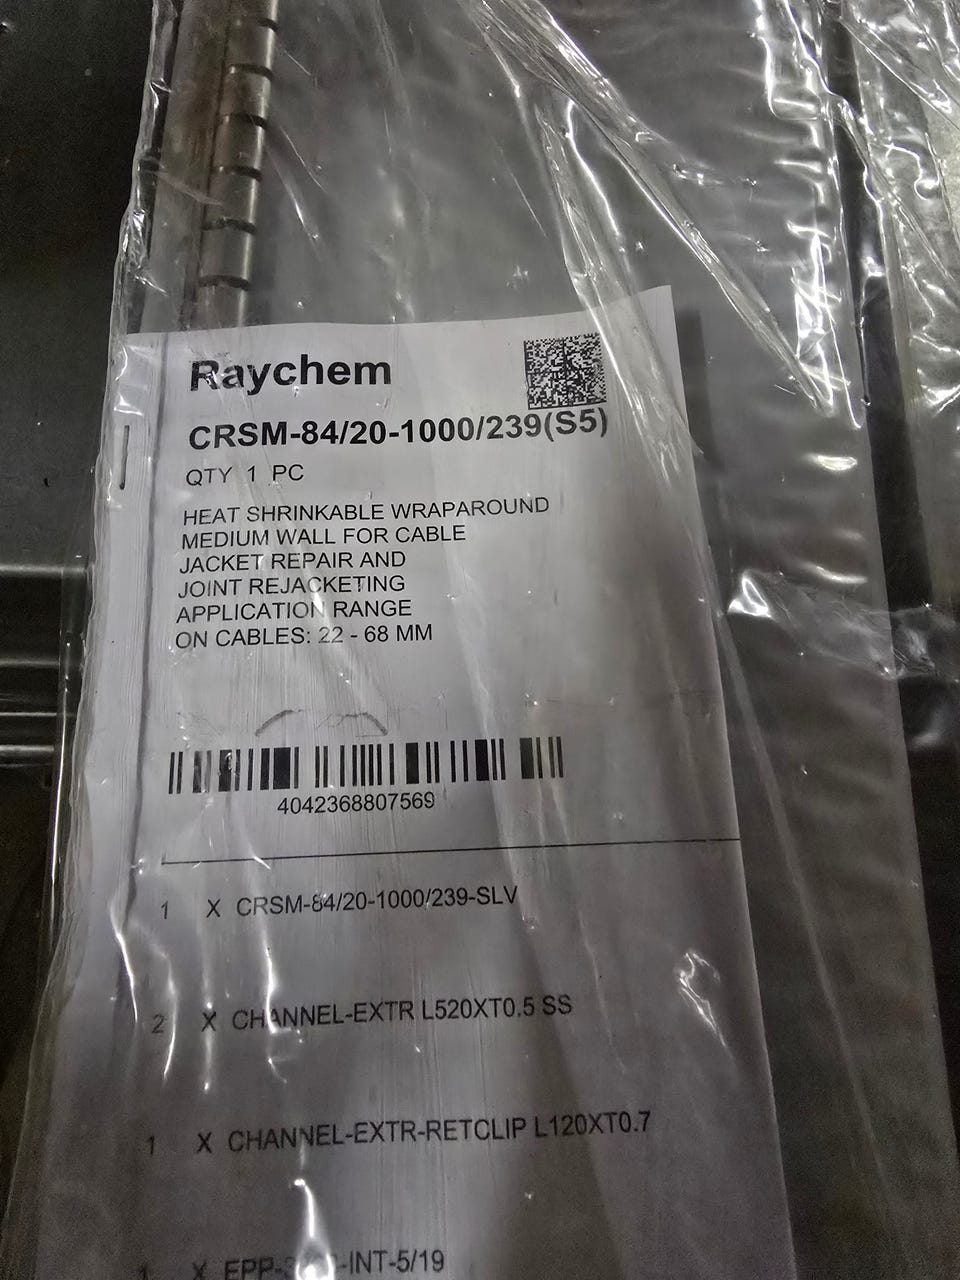 Raychem
CRSM-84/20-1000/239(S5)
QTY 1 PC
HEAT SHRINKABLE WRAPAROUND
MEDIUM WALL FOR CABLE
JACKET REPAIR AND
JOINT REJACKETING
APPLICATION RANGE
ON CABLES: 22 - 68 MM
4042368807569
1 X CRSM-84/20-1000/239-SLV
2 X CHANNEL-EXTR L520XT0.5 SS
1 X CHANNEL-EXTR-RETCLIP L120XT0.7
1 X